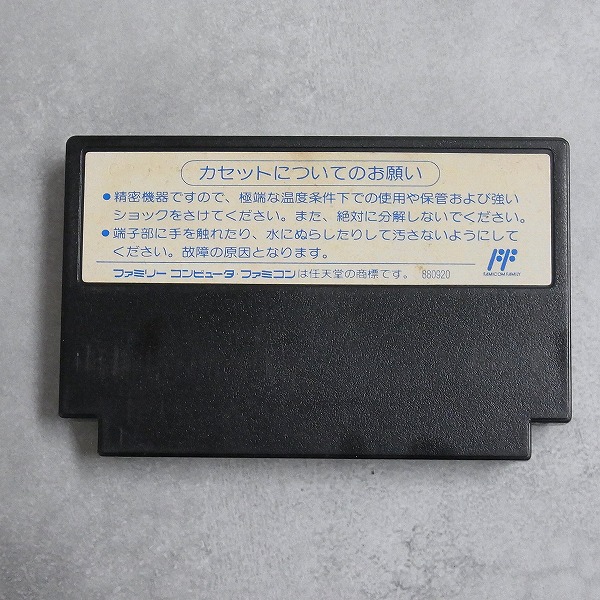 カセットについてのお願い
●精密機器ですので、極端な温度条件下での使用や保管および強い
ショックをさけてください。また、絶対に分解しないでください。
●端子部に手を触れたり、水にぬらしたりして汚さないようにして
ください。故障の原因となります。
FF
FAMICOM FAMILY
ファミリー コンピュータ・ファミコンは任天堂の商標です。 880920